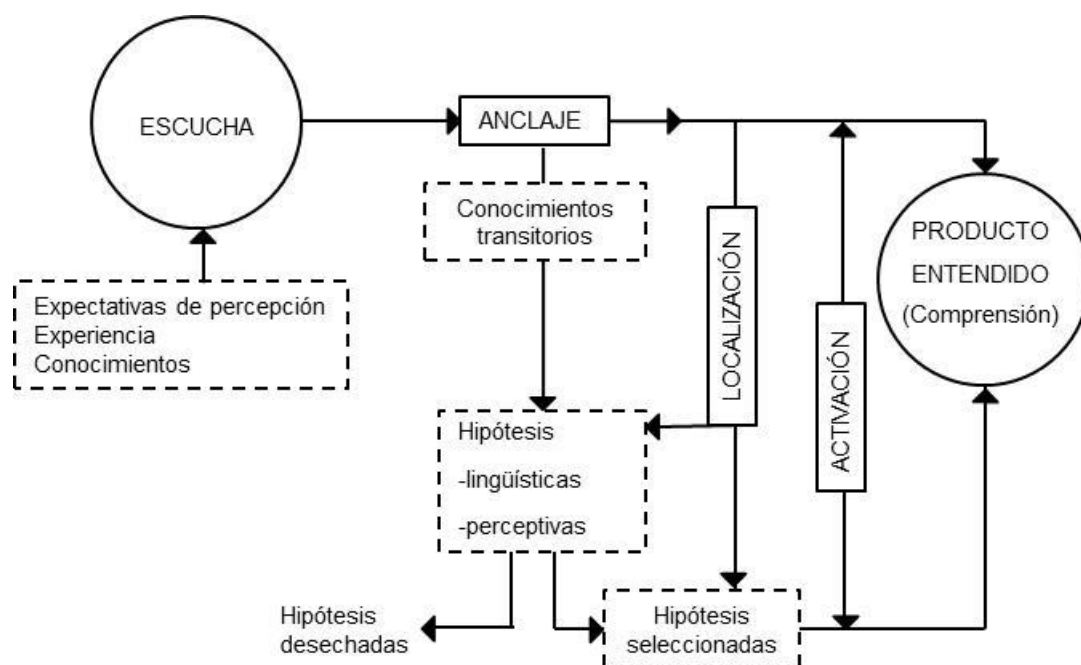 ESCUCHA
ANCLAJE
Conocimientos
transitorios
PRODUCTO
ENTENDIDO
(Comprensión)
Expectativas de percepción
Experiencia
Conocimientos
LOCALIZACIÓN
ACTIVACIÓN
Hipótesis
-lingüísticas
-perceptivas
Hipótesis
desechadas
Hipótesis
seleccionadas